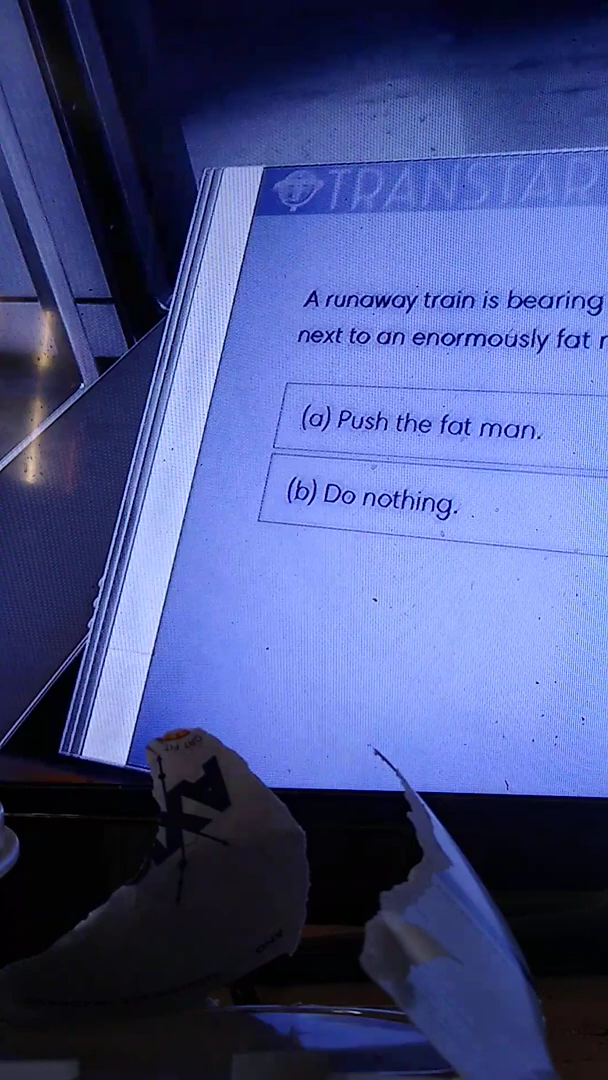 TRANSTAR
A runaway train is bearing
next to an enormously fat
(a) Push the fat man.
(b) Do nothing.